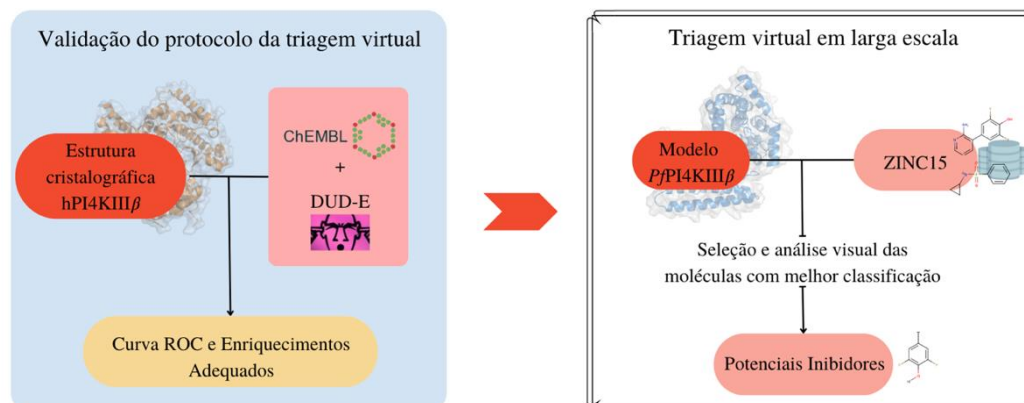 Validação do protocolo da triagem virtual
Estrutura
cristalográfica
hPI4KIIIβ
ChEMBL
+
DUD-E
Curva ROC e Enriquecimentos
Adequados
Triagem virtual em larga escala
Modelo
PfPI4KIIIβ
ZINC15
Seleção e análise visual das
moléculas com melhor classificação
Potenciais Inibidores